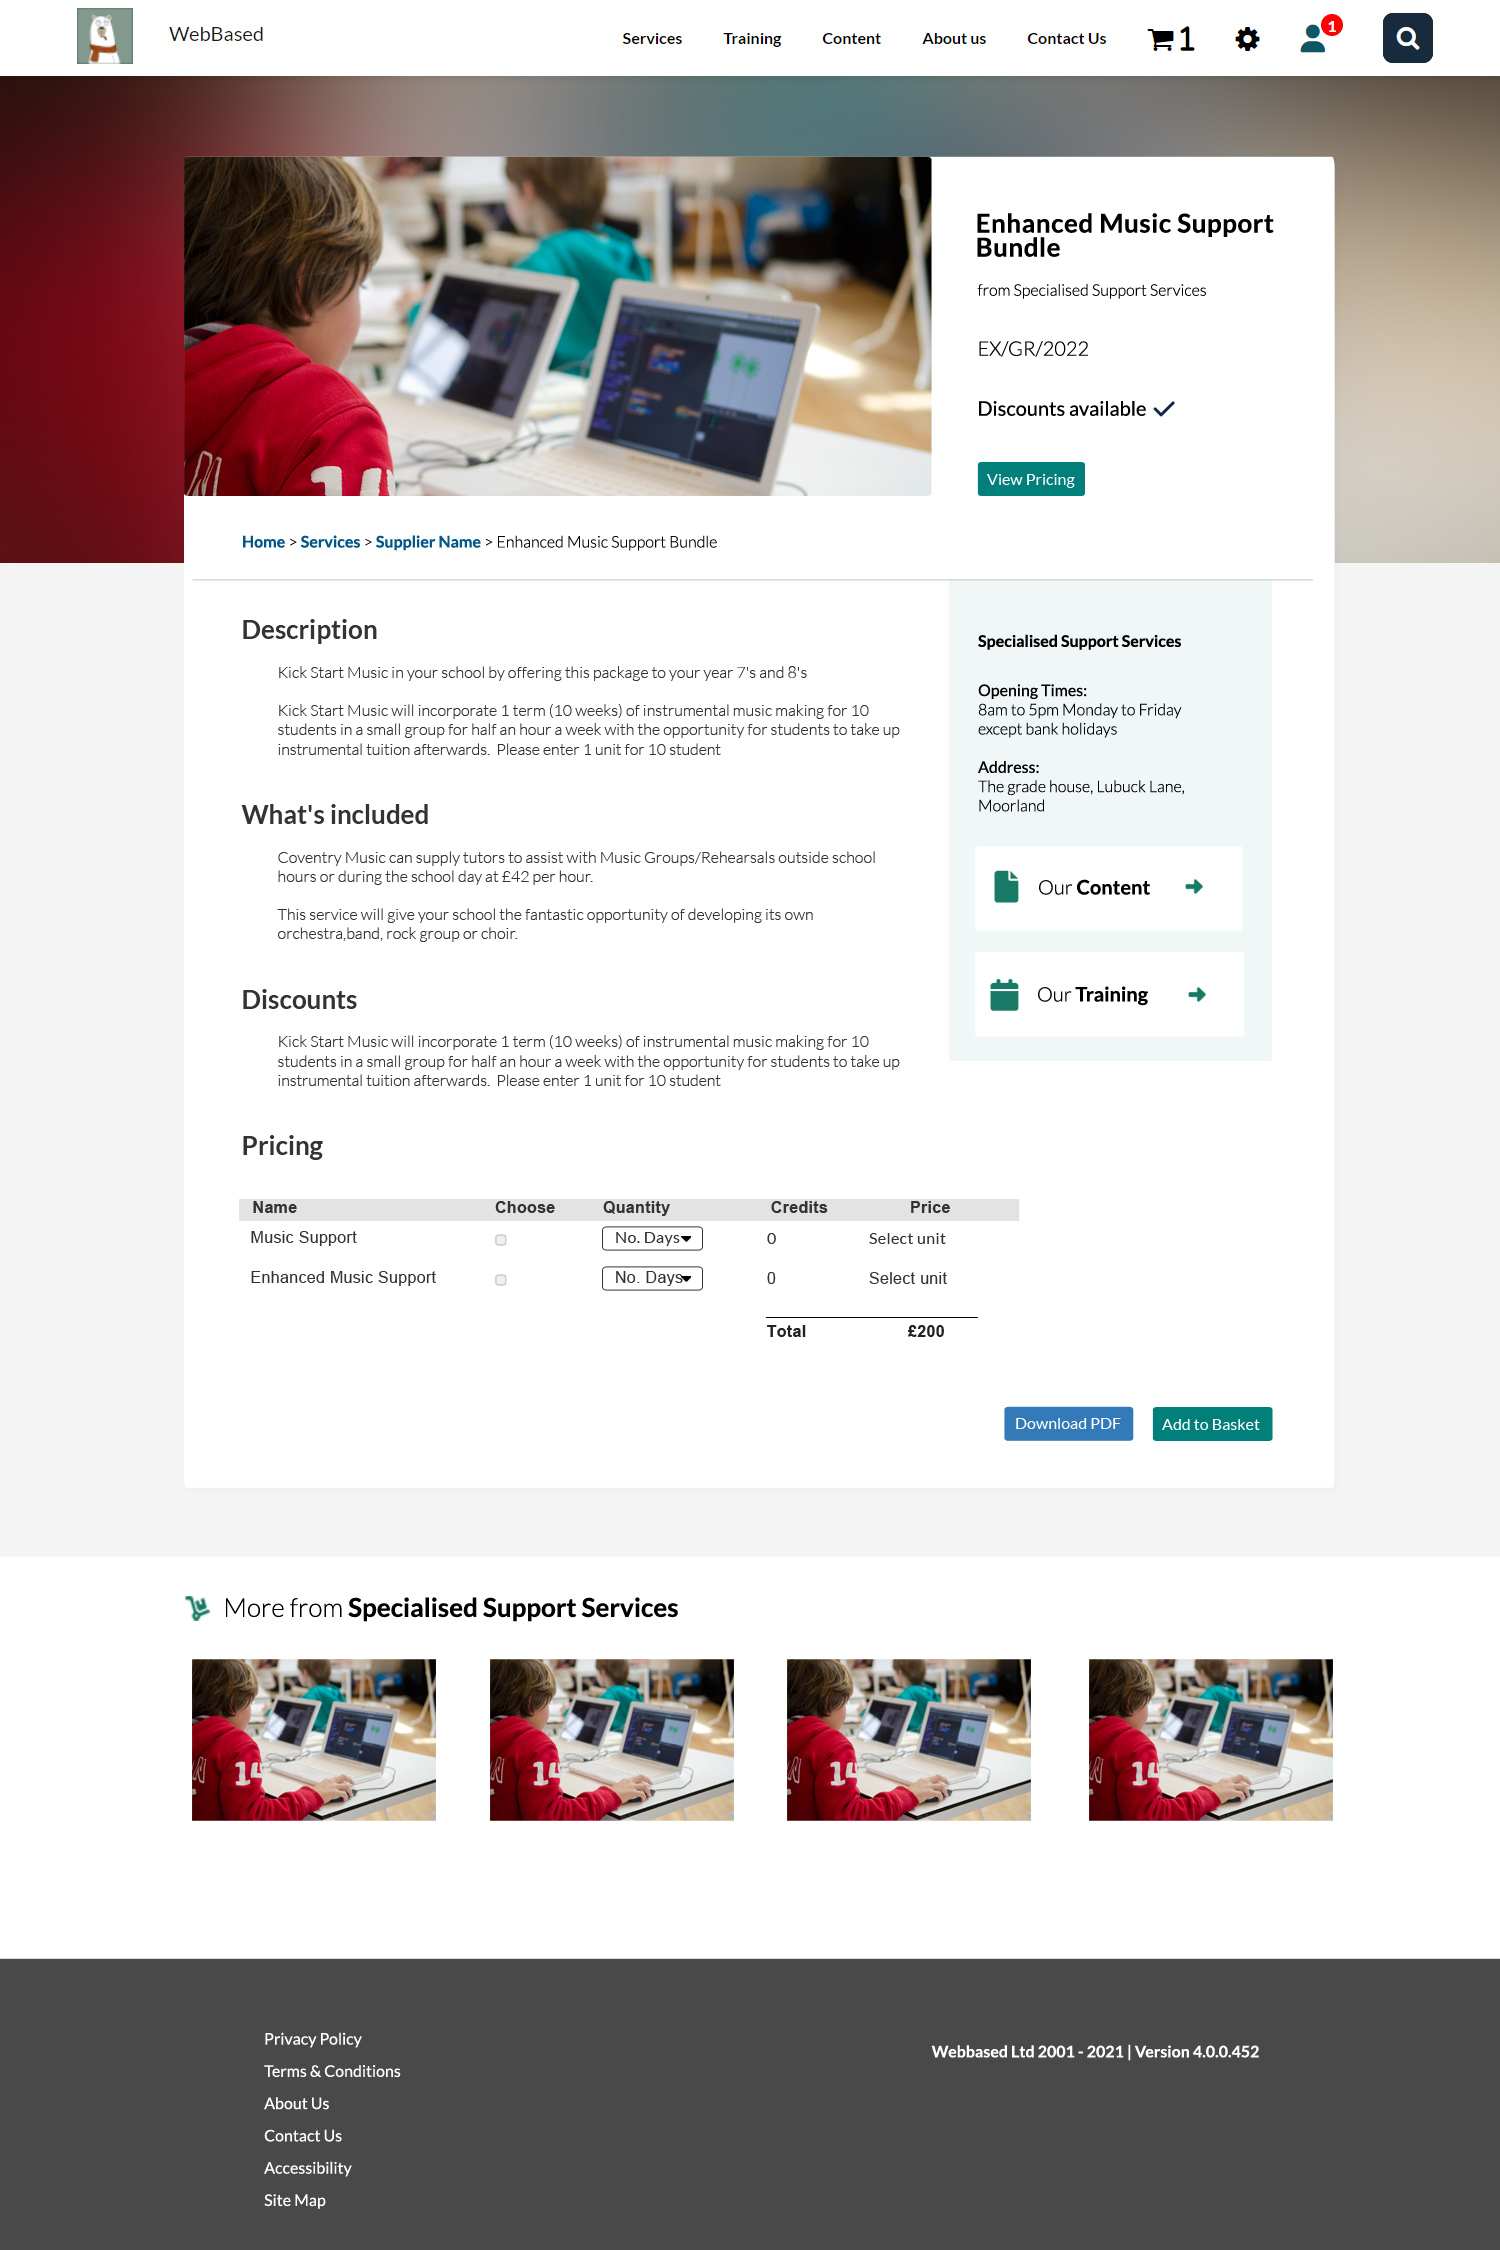 WebBased
Services Training Content About us Contact Us 1 1
Enhanced Music Support
Bundle
from Specialised Support Services
EX/GR/2022
Discounts available
View Pricing
14
Home > Services > Supplier Name > Enhanced Music Support Bundle
Description
Kick Start Music in your school by offering this package to your year 7's and 8's
Kick Start Music will incorporate 1 term (10 weeks) of instrumental music making for 10
students in a small group for half an hour a week with the opportunity for students to take up
instrumental tuition afterwards. Please enter 1 unit for 10 student
What's included
Coventry Music can supply tutors to assist with Music Groups/Rehearsals outside school
hours or during the school day at £42 per hour.
This service will give your school the fantastic opportunity of developing its own
orchestra,band, rock group or choir.
Discounts
Kick Start Music will incorporate 1 term (10 weeks) of instrumental music making for 10
students in a small group for half an hour a week with the opportunity for students to take up
instrumental tuition afterwards. Please enter 1 unit for 10 student
Specialised Support Services
Opening Times:
8am to 5pm Monday to Friday
except bank holidays
Address:
The grade house, Lubuck Lane,
Moorland
Our Content
Our Training
Pricing
Name Choose Quantity Credits Price
Music Support No. Days 0 Select unit
Enhanced Music Support No. Days 0 Select unit
Total £200
Download PDF Add to Basket
More from Specialised Support Services
14 14 14 14
Privacy Policy
Terms & Conditions
About Us
Contact Us
Accessibility
Site Map
Webbased Ltd 2001 - 2021 | Version 4.0.0.452